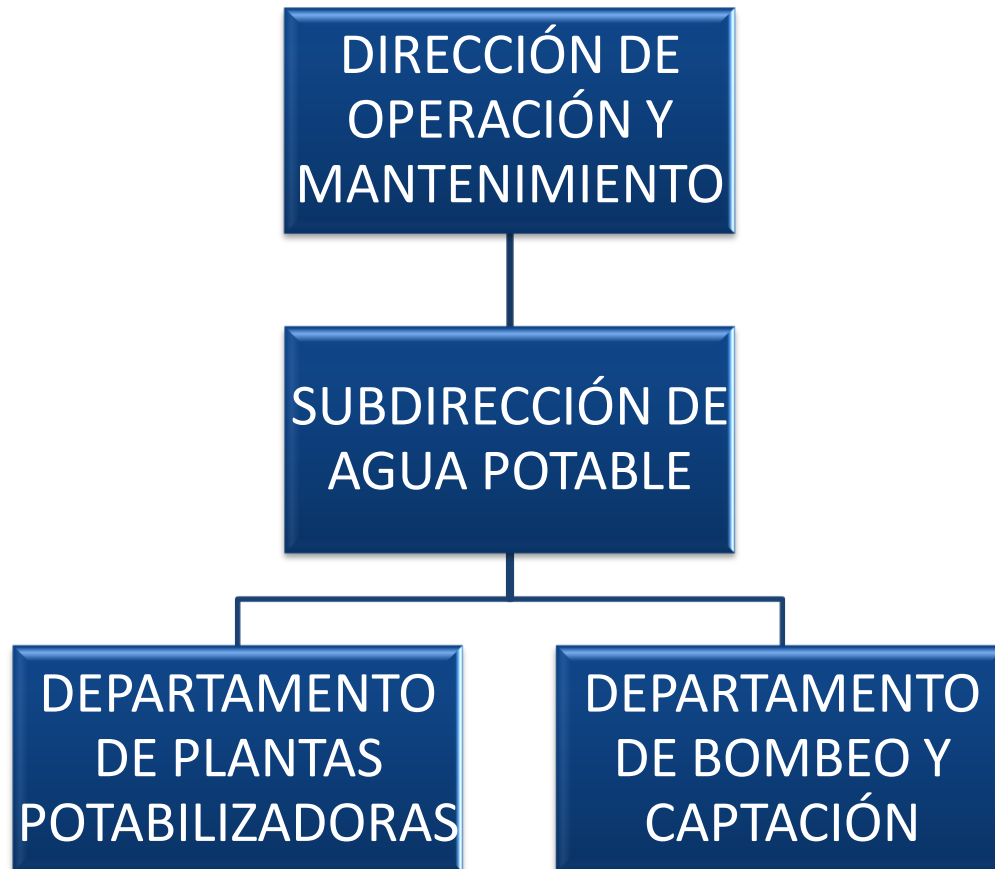 DIRECCIÓN DE
OPERACIÓN Y
MANTENIMIENTO
SUBDIRECCIÓN DE
AGUA POTABLE
DEPARTAMENTO
DE PLANTAS
POTABILIZADORAS
DEPARTAMENTO
DE BOMBEO Y
CAPTACIÓN